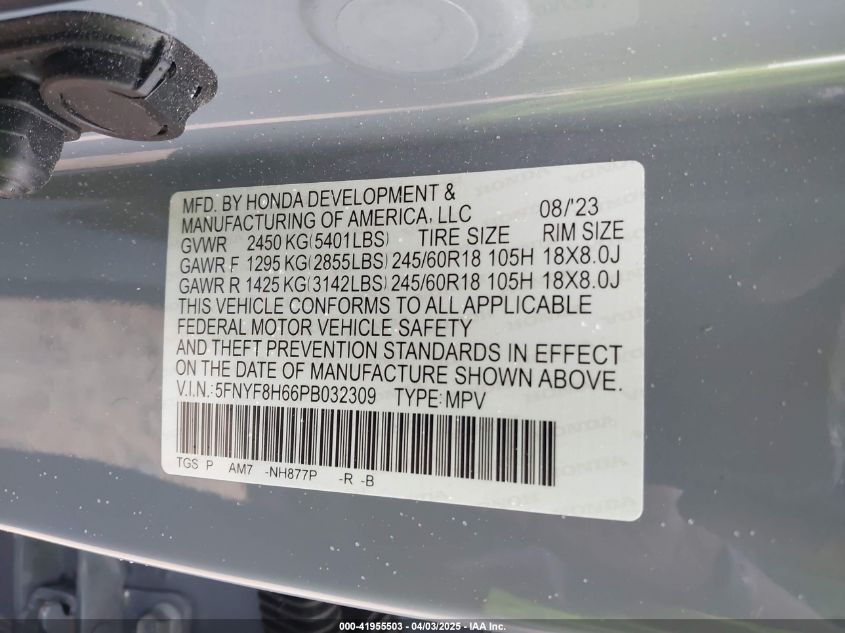 MFD. BY HONDA DEVELOPMENT &
MANUFACTURING OF AMERICA, LLC 08/'23
GVWR 2450 KG(5401LBS) TIRE SIZE RIM SIZE
GAWR F 1295 KG(2855LBS) 245/60R18 105H 18X8.0J
GAWR R 1425 KG(3142LBS) 245/60R18 105H 18X8.0J
THIS VEHICLE CONFORMS TO ALL APPLICABLE
FEDERAL MOTOR VEHICLE SAFETY
AND THEFT PREVENTION STANDARDS IN EFFECT
ON THE DATE OF MANUFACTURE SHOWN ABOVE.
V.I.N.: 5FNYF8H66PB032309 TYPE: MPV
TGS P AM7 -NH877P -R -B
000-41955503 - 04/03/2025 - IAA Inc.